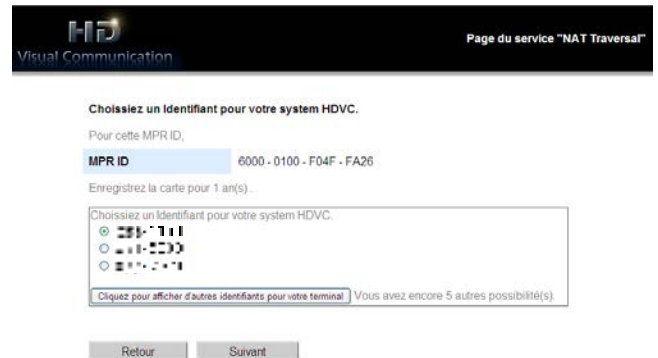 HD
Visual Communication
Page du service "NAT Traversal"
Choissiez un Identifiant pour votre system HDVC.
Pour cette MPR ID,
MPR ID 6000 - 0100 - F04F - FA26
Enregistrez la carte pour 1 an(s)..
Choissiez un Identifiant pour votre system HDVC.
Cliquez pour afficher d'autres identifiants pour votre terminal Vous avez encore 5 autres possibilité(s).
Retour Suivant